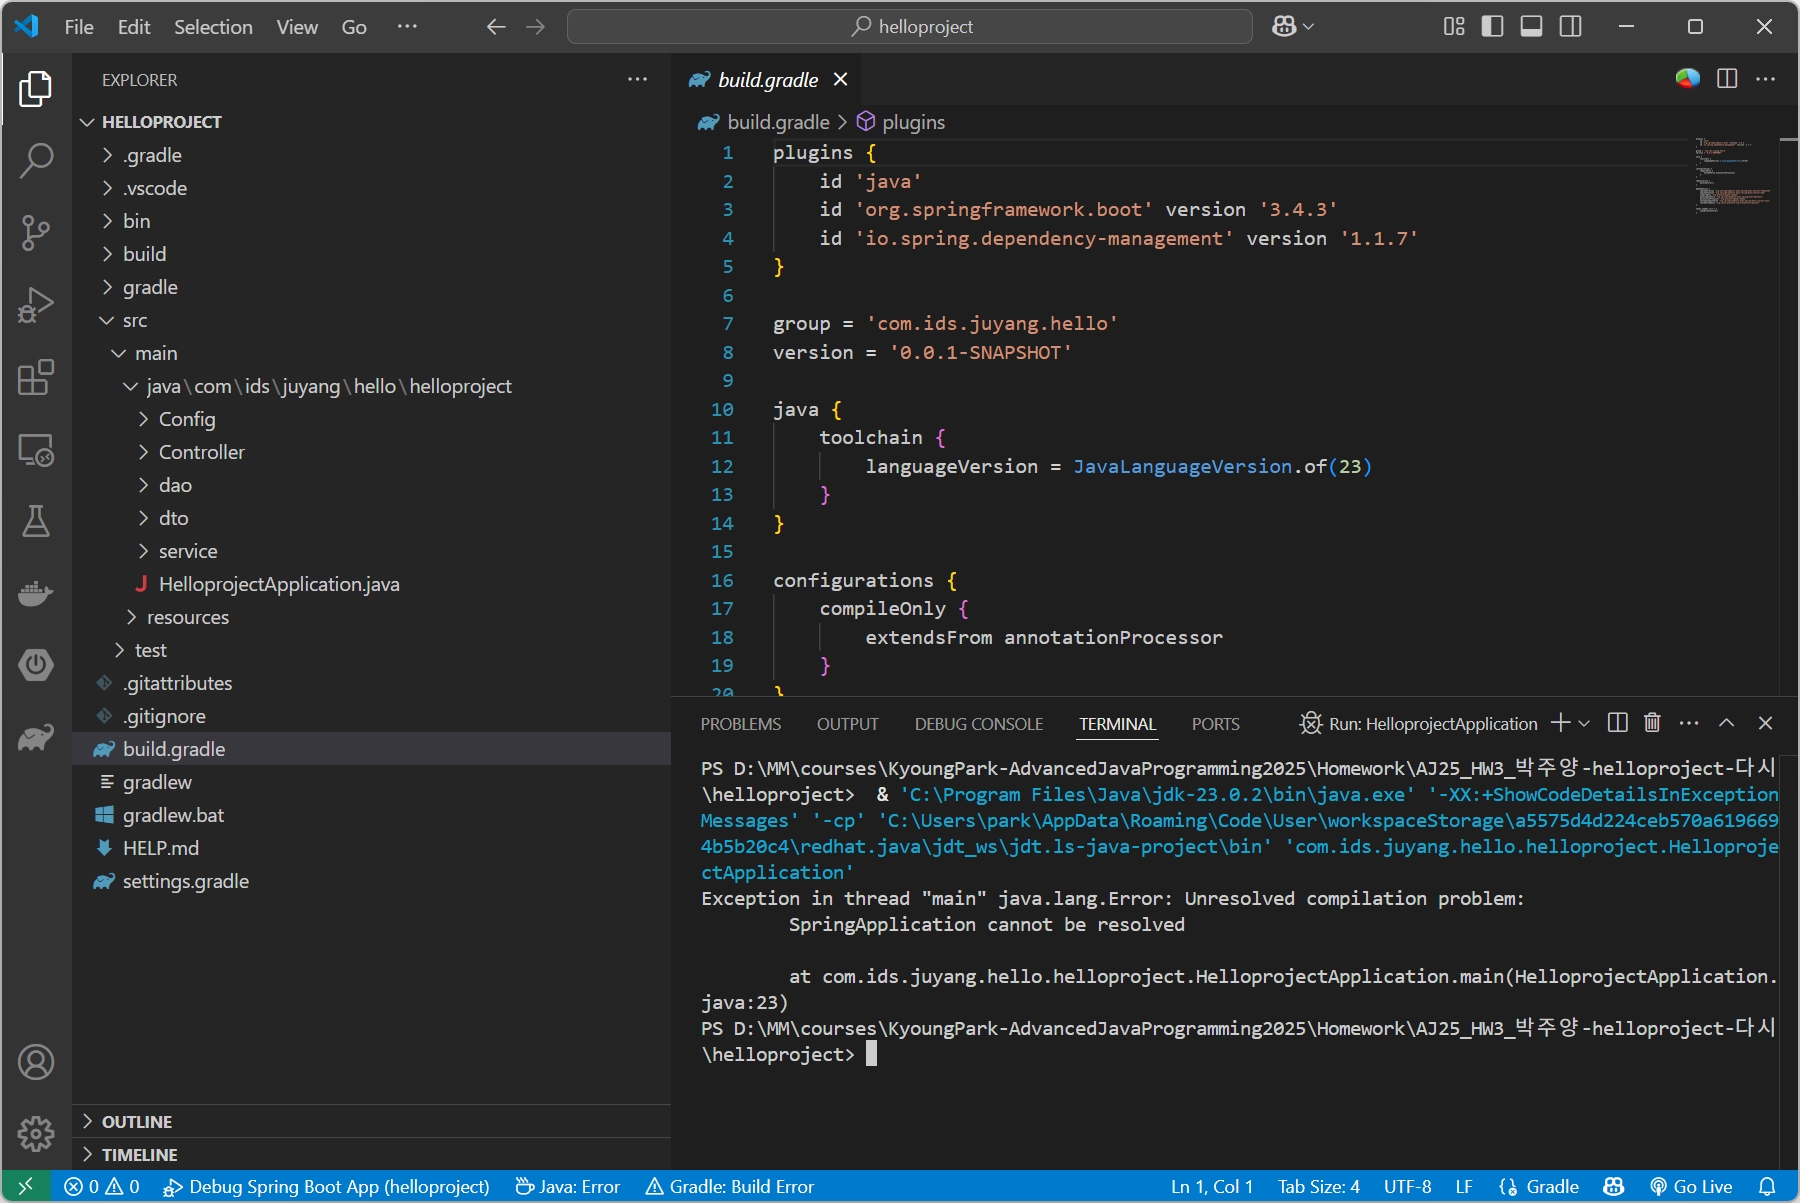 File Edit Selection View Go ··· helloproject
EXPLORER
HELLOPROJECT
.gradle
.vscode
bin
build
gradle
src
main
java\com\ids\juyang\hello\helloproject
Config
Controller
dao
dto
service
J HelloprojectApplication.java
resources
test
.gitattributes
.gitignore
build.gradle
gradlew
gradlew.bat
HELP.md
settings.gradle
OUTLINE
TIMELINE
build.gradle
build.gradle > plugins
1 plugins {
2 id 'java'
3 id 'org.springframework.boot' version '3.4.3'
4 id 'io.spring.dependency-management' version '1.1.7'
5 }
6
7 group = 'com.ids.juyang.hello'
8 version = '0.0.1-SNAPSHOT'
9
10 java {
11 toolchain {
12 languageVersion = JavaLanguageVersion.of(23)
13 }
14 }
15
16 configurations {
17 compileOnly {
18 extendsFrom annotationProcessor
19 }
20 }
PROBLEMS OUTPUT DEBUG CONSOLE TERMINAL PORTS Run: HelloprojectApplication
PS D:\MM\courses\KyoungPark-AdvancedJavaProgramming2025\Homework\AJ25_HW3_박주양-helloproject-다시
\helloproject> & 'C:\Program Files\Java\jdk-23.0.2\bin\java.exe' '-XX:+ShowCodeDetailsInException
Messages' '-cp' 'C:\Users\park\AppData\Roaming\Code\User\workspaceStorage\a5575d4d224ceb570a619669
4b5b20c4\redhat.java\jdt_ws\jdt.ls-java-project\bin' 'com.ids.juyang.hello.helloproject.Helloproje
ctApplication'
Exception in thread "main" java.lang.Error: Unresolved compilation problem:
SpringApplication cannot be resolved
at com.ids.juyang.hello.helloproject.HelloprojectApplication.main(HelloprojectApplication.
java:23)
PS D:\MM\courses\KyoungPark-AdvancedJavaProgramming2025\Homework\AJ25_HW3_박주양-helloproject-다시
\helloproject>
0 0 Debug Spring Boot App (helloproject) Java: Error Gradle: Build Error Ln 1, Col 1 Tab Size: 4 UTF-8 LF Gradle Go Live